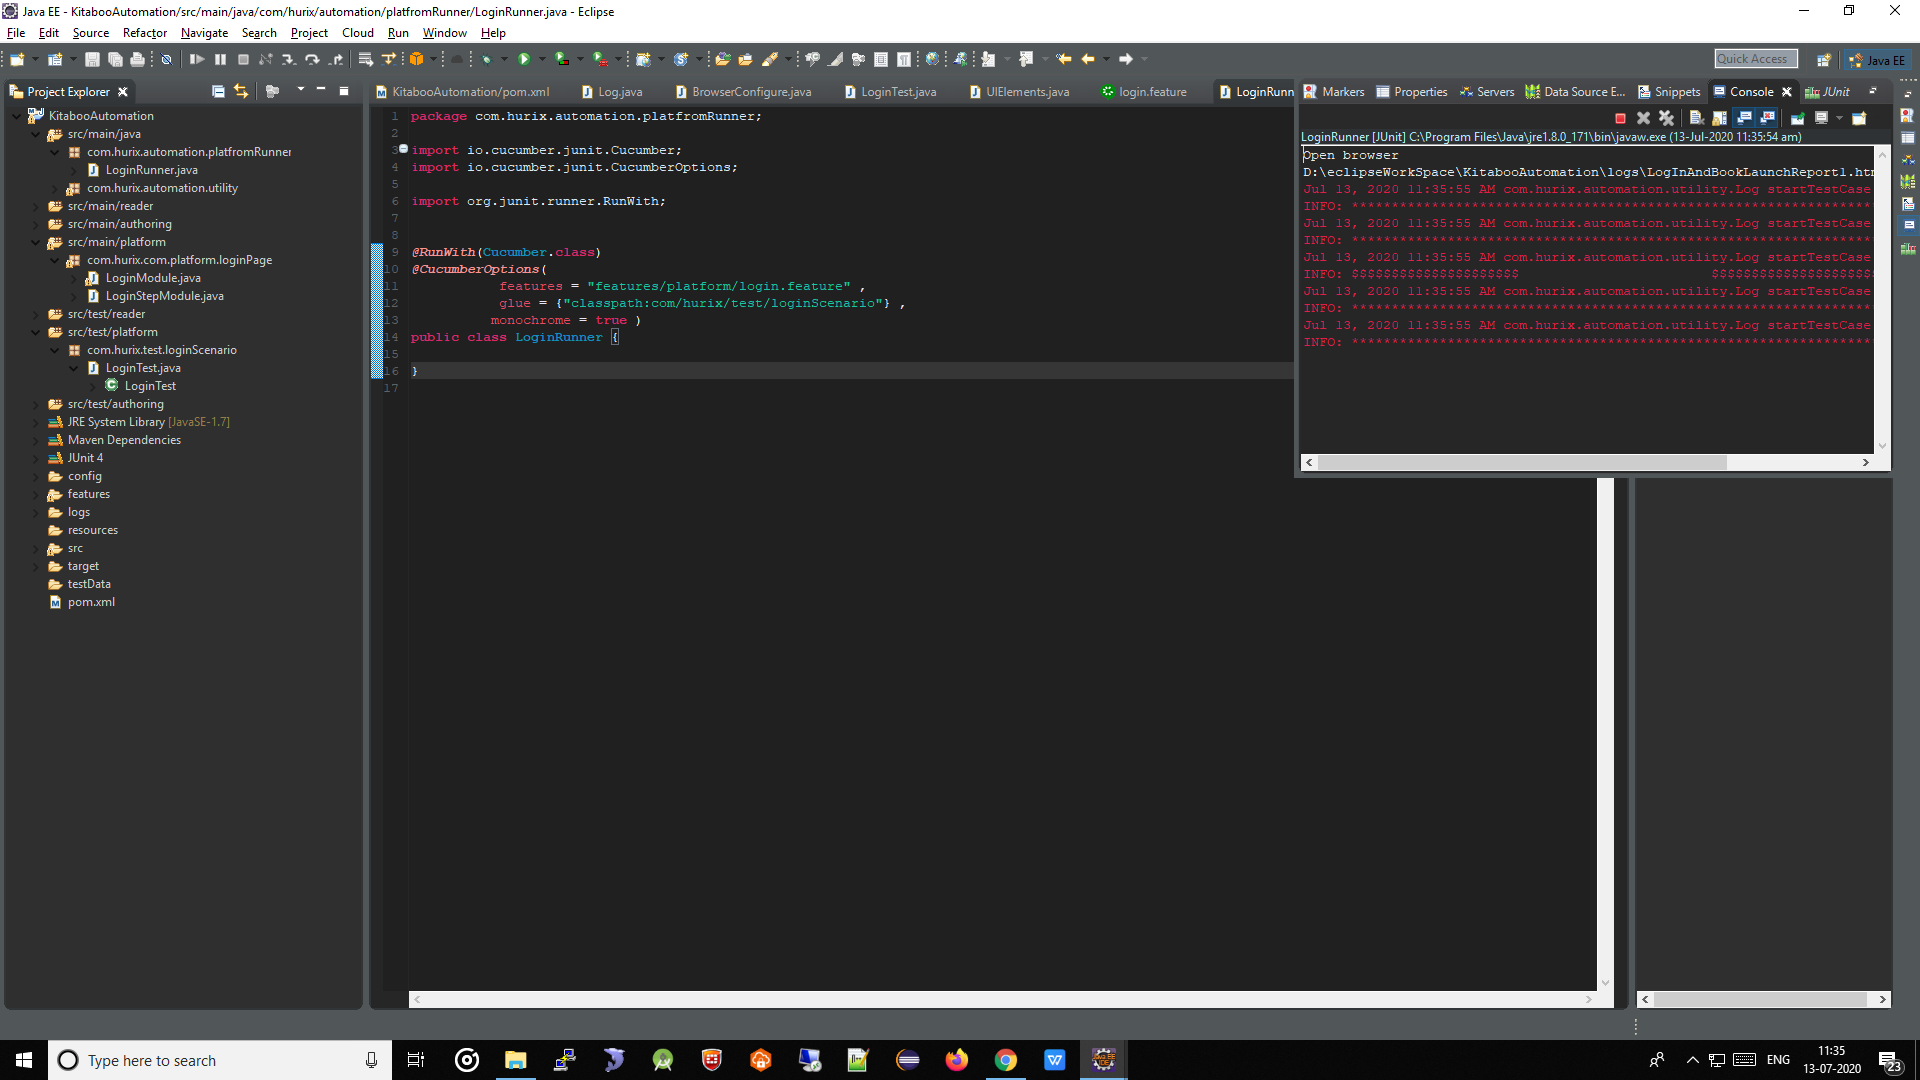 Java EE - KitabooAutomation/src/main/java/com/hurix/automation/platfromRunner/LoginRunner.java - Eclipse
File Edit Source Refactor Navigate Search Project Cloud Run Window Help
Quick Access
Java EE
Project Explorer
KitabooAutomation
src/main/java
com.hurix.automation.platfromRunner
LoginRunner.java
com.hurix.automation.utility
src/main/reader
src/main/authoring
src/main/platform
com.hurix.com.platform.loginPage
LoginModule.java
LoginStepModule.java
src/test/reader
src/test/platform
com.hurix.test.loginScenario
LoginTest.java
LoginTest
src/test/authoring
JRE System Library [JavaSE-1.7]
Maven Dependencies
JUnit 4
config
features
logs
resources
src
target
testData
pom.xml
KitabooAutomation/pom.xml Log.java BrowserConfigure.java LoginTest.java UIElements.java login.feature LoginRunn
1 package com.hurix.automation.platfromRunner;
2
3 import io.cucumber.junit.Cucumber;
4 import io.cucumber.junit.CucumberOptions;
5
6 import org.junit.runner.RunWith;
7
8
9 @RunWith(Cucumber.class)
10 @CucumberOptions(
11 features = "features/platform/login.feature" ,
12 glue = {"classpath:com/hurix/test/loginScenario"} ,
13 monochrome = true )
14 public class LoginRunner {
15
16 }
17
Markers Properties Servers Data Source E... Snippets Console JUnit
LoginRunner [JUnit] C:\Program Files\Java\jre1.8.0_171\bin\javaw.exe (13-Jul-2020 11:35:54 am)
Open browser
D:\eclipseWorkSpace\KitabooAutomation\logs\LogInAndBookLaunchReport1.htm
Jul 13, 2020 11:35:55 AM com.hurix.automation.utility.Log startTestCase
INFO: *****************************************************************
Jul 13, 2020 11:35:55 AM com.hurix.automation.utility.Log startTestCase
INFO: *****************************************************************
Jul 13, 2020 11:35:55 AM com.hurix.automation.utility.Log startTestCase
INFO: $$$$$$$$$$$$$$$$$$$$$ $$$$$$$$$$$$$$$$$$$$
Jul 13, 2020 11:35:55 AM com.hurix.automation.utility.Log startTestCase
INFO: *****************************************************************
Jul 13, 2020 11:35:55 AM com.hurix.automation.utility.Log startTestCase
INFO: *****************************************************************
Type here to search
ENG
11:35
13-07-2020
23